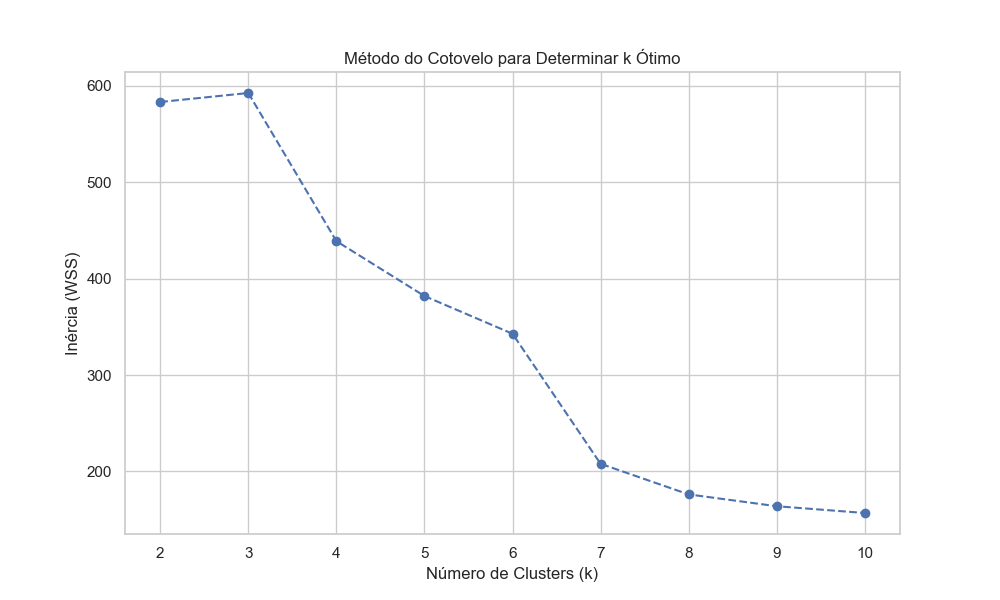 Método do Cotovelo para Determinar k Ótimo
600
500
400
300
200
Inércia (WSS)
2 3 4 5 6 7 8 9 10
Número de Clusters (k)